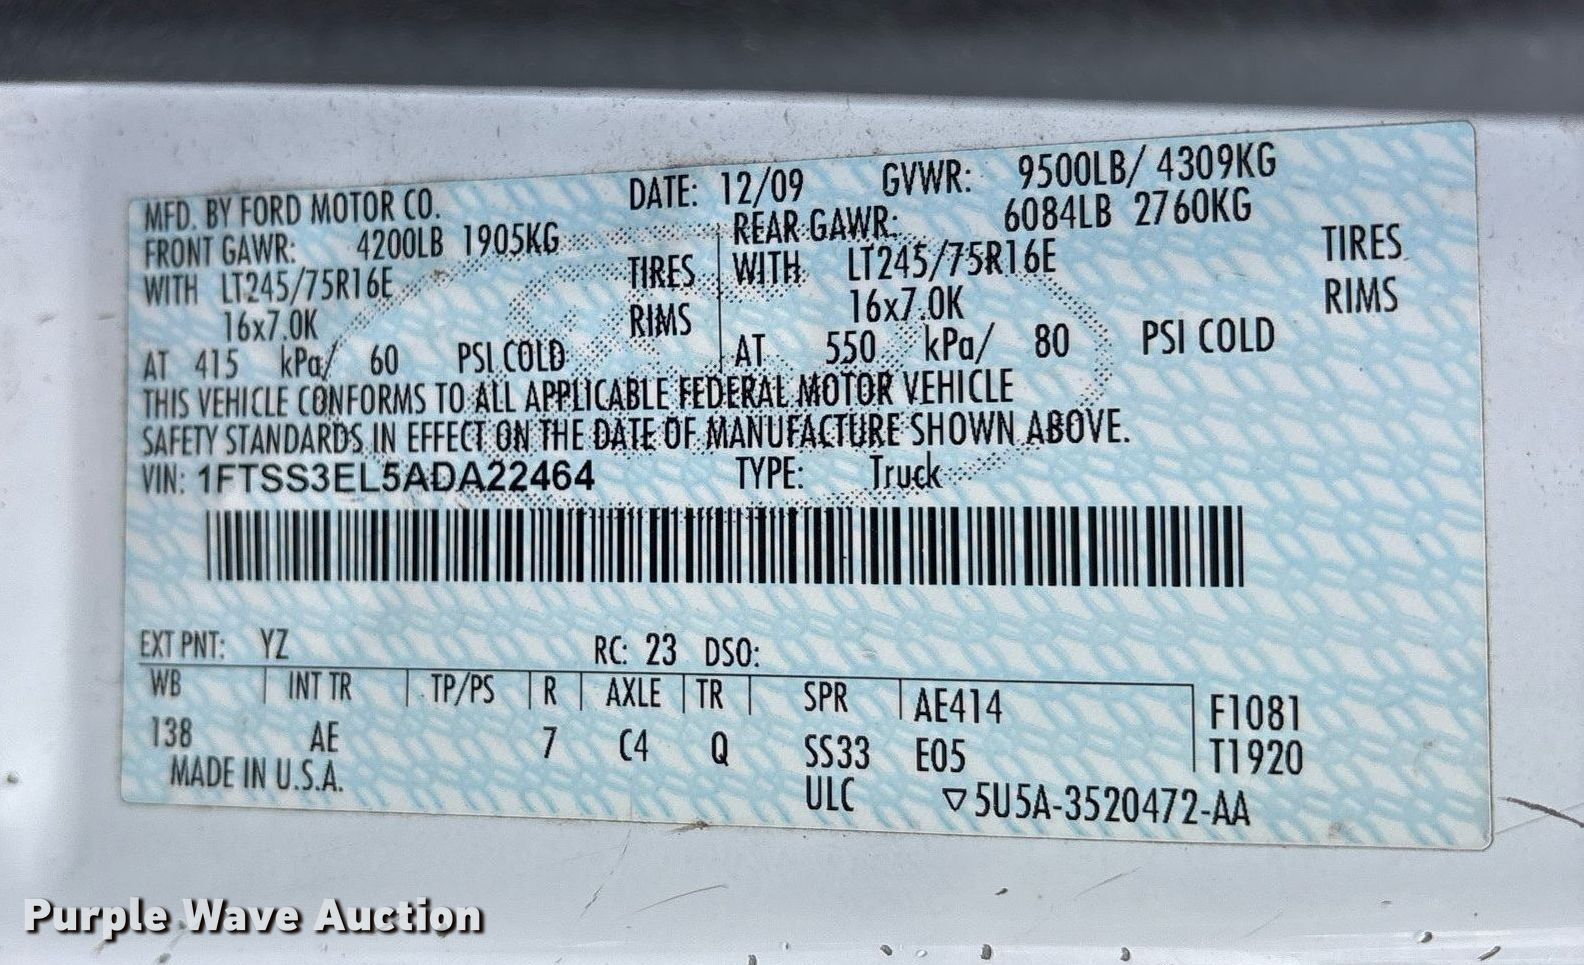 MFD. BY FORD MOTOR CO. DATE: 12/09 GVWR: 9500LB/ 4309KG
FRONT GAWR: 4200LB 1905KG REAR GAWR: 6084LB 2760KG
WITH LT245/75R16E TIRES WITH LT245/75R16E TIRES
16x7.0K RIMS 16x7.0K RIMS
AT 415 kPa/ 60 PSI COLD AT 550 kPa/ 80 PSI COLD
THIS VEHICLE CONFORMS TO ALL APPLICABLE FEDERAL MOTOR VEHICLE
SAFETY STANDARDS IN EFFECT ON THE DATE OF MANUFACTURE SHOWN ABOVE.
VIN: 1FTSS3EL5ADA22464 TYPE: Truck
EXT PNT: YZ RC: 23 DSO:
WB INT TR TP/PS R AXLE TR SPR AE414 F1081
138 AE 7 C4 Q SS33 E05 T1920
MADE IN U.S.A. ULC ▽5U5A-3520472-AA
Purple Wave Auction